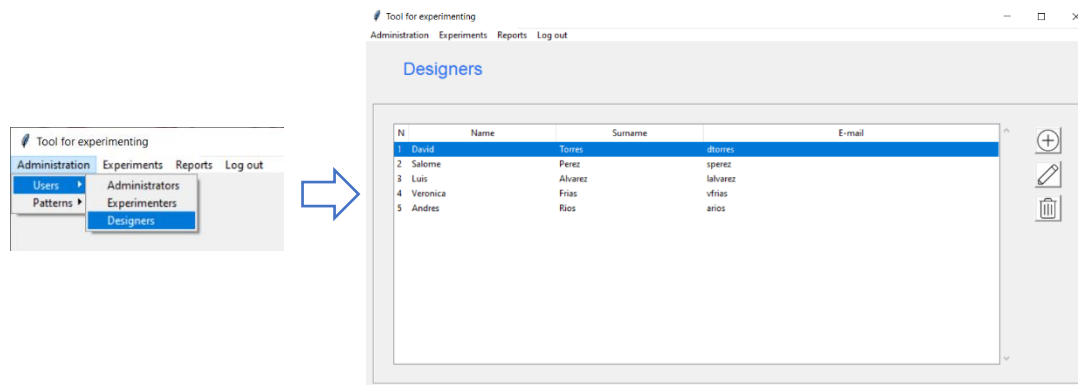 Tool for experimenting
Administration Experiments Reports Log out
Users
Patterns
Administrators
Experimenters
Designers
Tool for experimenting
Administration Experiments Reports Log out
Designers
N Name Surname E-mail
1 David Torres dtorres
2 Salome Perez sperez
3 Luis Alvarez lalvarez
4 Veronica Frias vfrias
5 Andres Rios arios